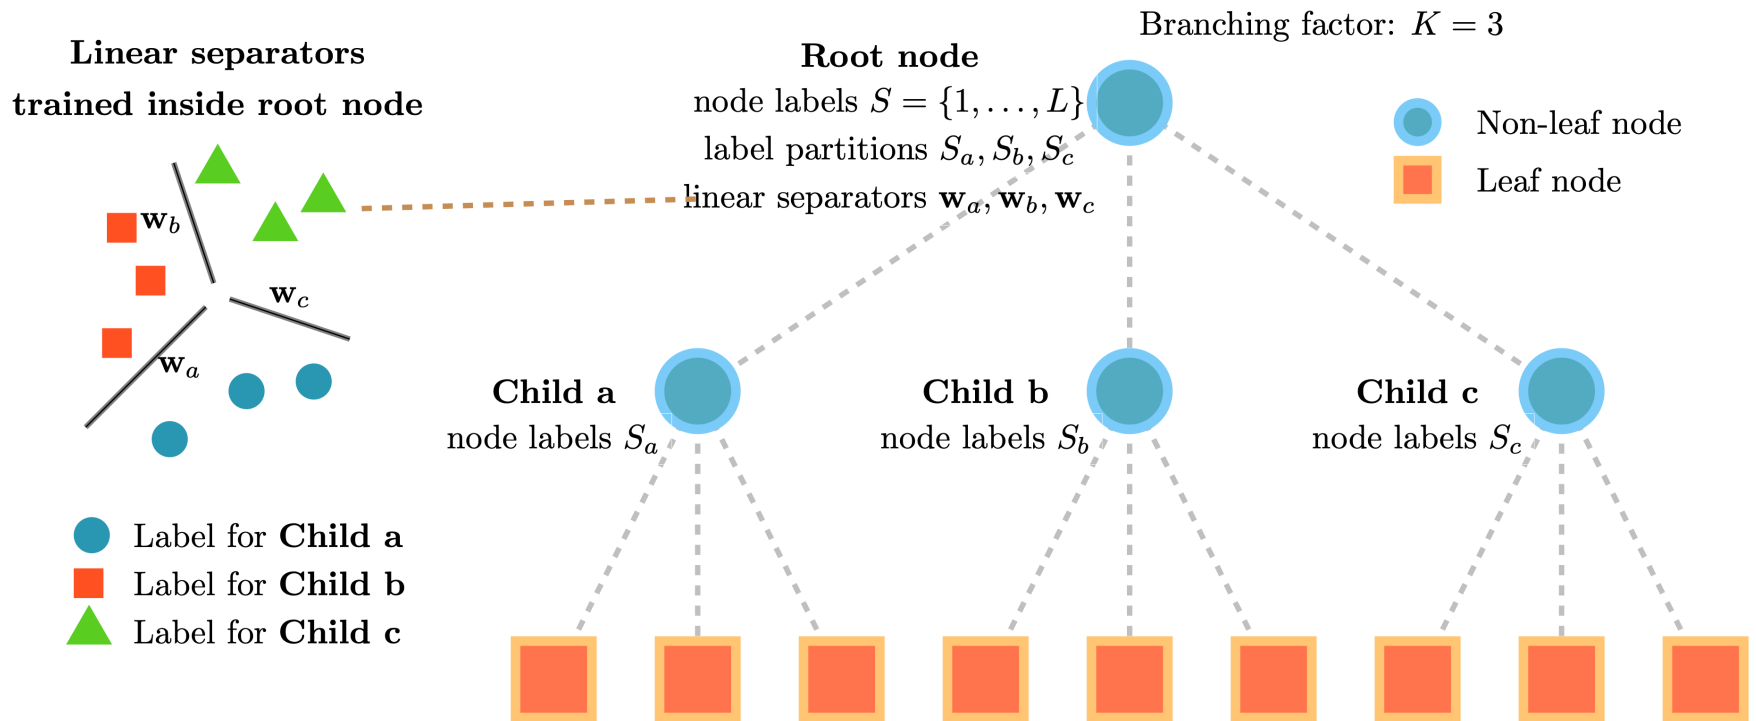 Linear separators
trained inside root node
w_b
w_c
w_a
Label for Child a
Label for Child b
Label for Child c
Branching factor: K = 3
Root node
node labels S = {1, . . . , L}
label partitions S_a, S_b, S_c
linear separators w_a, w_b, w_c
Non-leaf node
Leaf node
Child a
node labels S_a
Child b
node labels S_b
Child c
node labels S_c